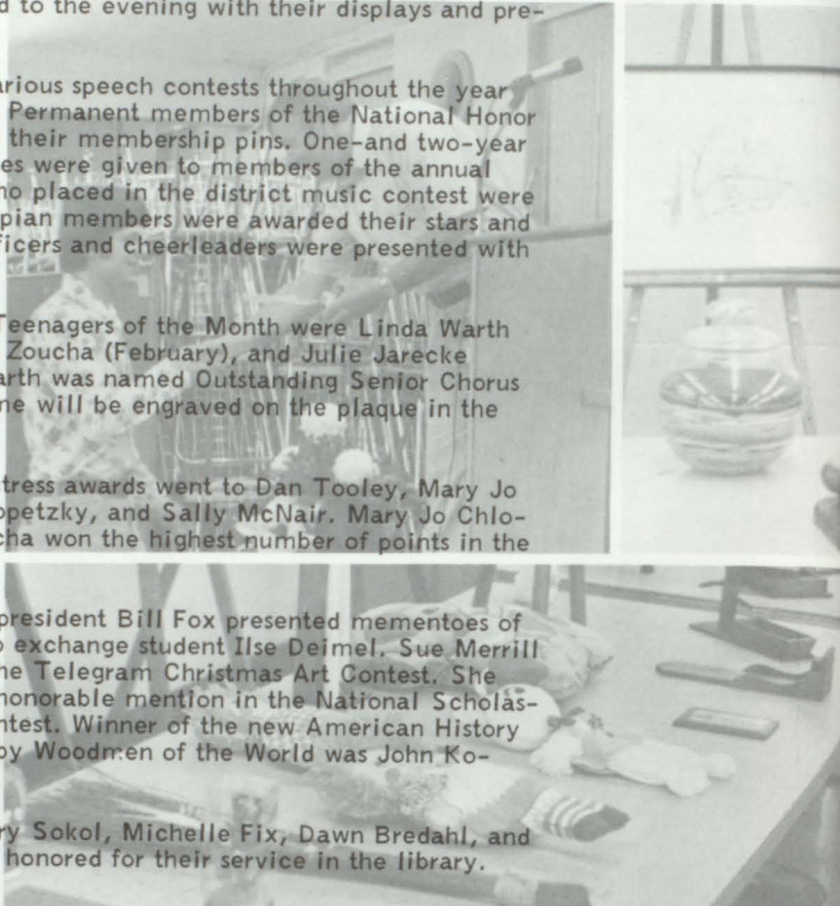 d to the evening with their displays and pre-
arious speech contests throughout the year
Permanent members of the National Honor
their membership pins. One-and two-year
es were given to members of the annual
ho placed in the district music contest were
pian members were awarded their stars and
ficers and cheerleaders were presented with
Teenagers of the Month were Linda Warth
Zoucha (February), and Julie Jarecke
arth was named Outstanding Senior Chorus
ne will be engraved on the plaque in the
tress awards went to Dan Tooley, Mary Jo
opetzky, and Sally McNair. Mary Jo Chlo-
cha won the highest number of points in the
president Bill Fox presented mementoes of
o exchange student Ilse Deimel. Sue Merrill
he Telegram Christmas Art Contest. She
honorable mention in the National Scholas-
ntest. Winner of the new American History
by Woodmen of the World was John Ko-
ry Sokol, Michelle Fix, Dawn Bredahl, and
honored for their service in the library.